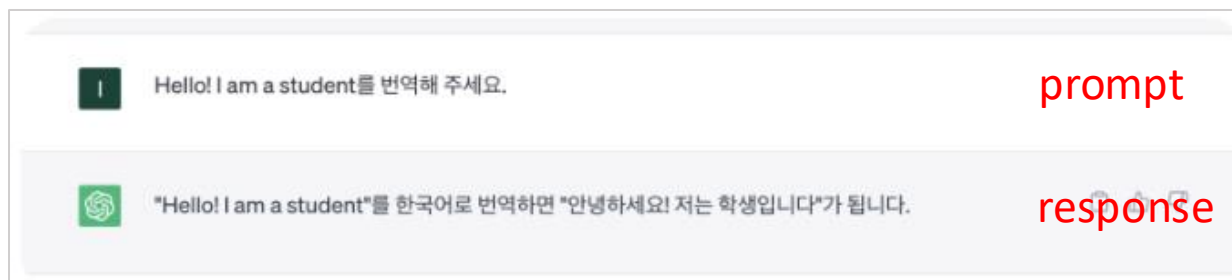 I
Hello! I am a student를 번역해 주세요.
prompt
"Hello! I am a student"를 한국어로 번역하면 "안녕하세요! 저는 학생입니다"가 됩니다.
response